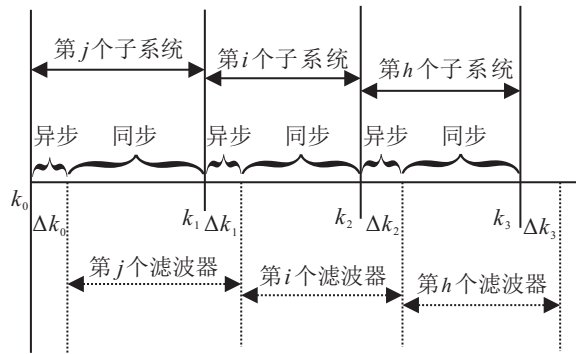 第j个子系统
第i个子系统
第h个子系统
异步 同步 异步 同步 异步 同步
k₀ Δk₀ k₁ Δk₁ k₂ Δk₂ k₃ Δk₃
第j个滤波器
第i个滤波器
第h个滤波器